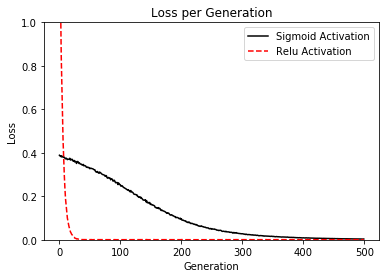 Loss per Generation
Sigmoid Activation
Relu Activation
Loss
1.0
0.8
0.6
0.4
0.2
0.0
0
100
200
300
400
500
Generation